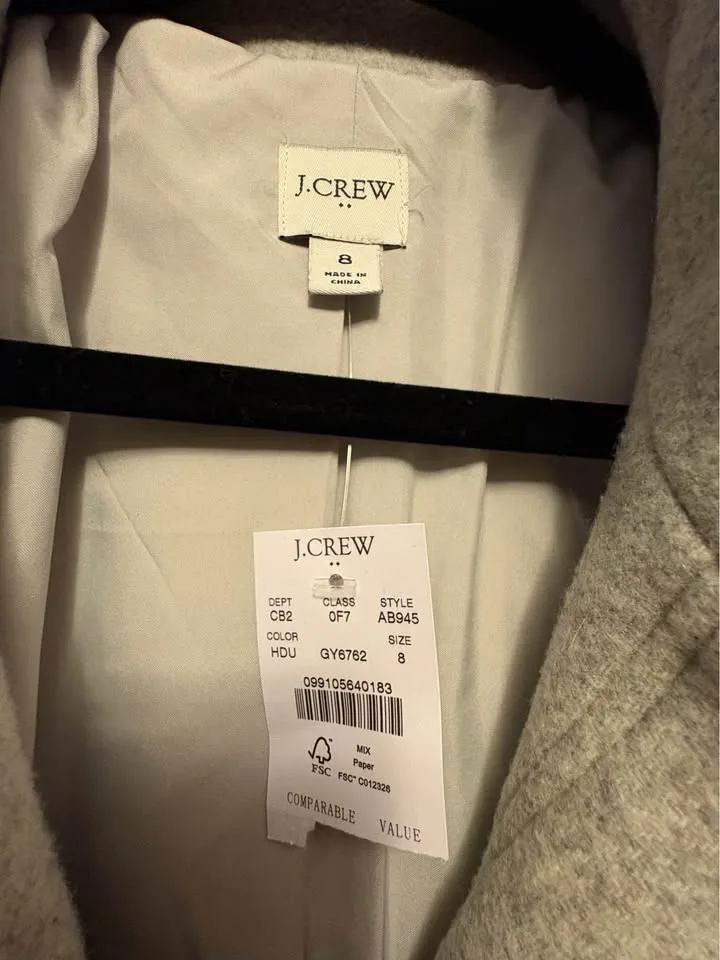 J.CREW
8
MADE IN
CHINA
J.CREW
DEPT CLASS STYLE
CB2 0F7 AB945
COLOR SIZE
HDU GY6762 8
099105640183
MIX
Paper
FSC FSC™ C012326
COMPARABLE VALUE